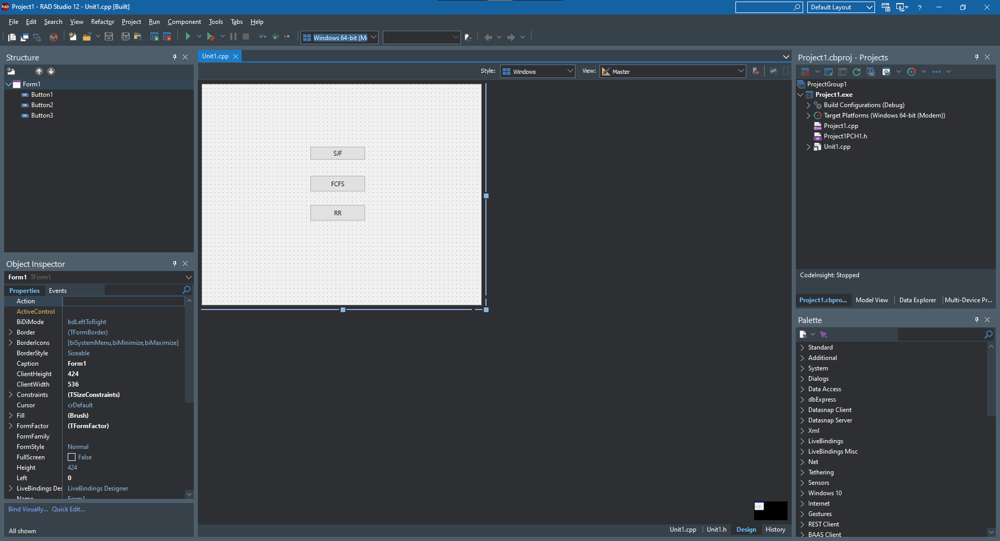 RAD Project1 - RAD Studio 12 - Unit1.cpp [Built]
Default Layout
?
File Edit Search View Refactor Project Run Component Tools Tabs Help
Windows 64-bit (M
Structure
Form1
Button1
Button2
Button3
Object Inspector
Form1 TForm1
Properties Events
Action
ActiveControl
BiDiMode bdLeftToRight
Border (TFormBorder)
BorderIcons [biSystemMenu,biMinimize,biMaximize]
BorderStyle Sizeable
Caption Form1
ClientHeight 424
ClientWidth 536
Constraints (TSizeConstraints)
Cursor crDefault
Fill (Brush)
FormFactor (TFormFactor)
FormFamily
FormStyle Normal
FullScreen False
Height 424
Left 0
LiveBindings Des LiveBindings Designer
Name Form1
Bind Visually... Quick Edit...
All shown
Unit1.cpp
Style: Windows View: Master
SJF
FCFS
RR
Unit1.cpp Unit1.h Design History
Project1.cbproj - Projects
ProjectGroup1
Project1.exe
Build Configurations (Debug)
Target Platforms (Windows 64-bit (Modern))
Project1.cpp
Project1PCH1.h
Unit1.cpp
CodeInsight: Stopped
Project1.cbpro... Model View Data Explorer Multi-Device Pr...
Palette
Standard
Additional
System
Dialogs
Data Access
dbExpress
Datasnap Client
Datasnap Server
Xml
LiveBindings
LiveBindings Misc
Net
Tethering
Sensors
Windows 10
Internet
Gestures
REST Client
BAAS Client